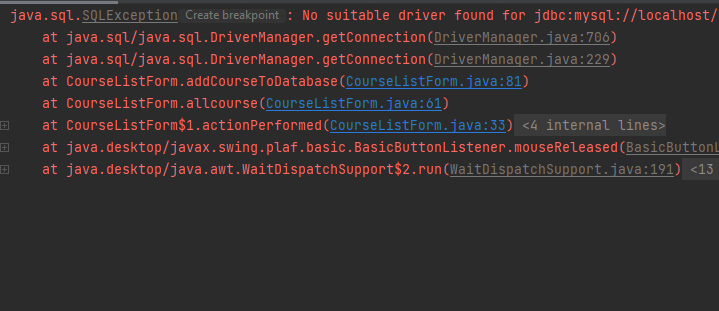 java.sql.SQLException Create breakpoint : No suitable driver found for jdbc:mysql://localhost/
at java.sql/java.sql.DriverManager.getConnection(DriverManager.java:706)
at java.sql/java.sql.DriverManager.getConnection(DriverManager.java:229)
at CourseListForm.addCourseToDatabase(CourseListForm.java:81)
at CourseListForm.allcourse(CourseListForm.java:61)
at CourseListForm$1.actionPerformed(CourseListForm.java:33) <4 internal lines>
at java.desktop/javax.swing.plaf.basic.BasicButtonListener.mouseReleased(BasicButtonL
at java.desktop/java.awt.WaitDispatchSupport$2.run(WaitDispatchSupport.java:191) <13